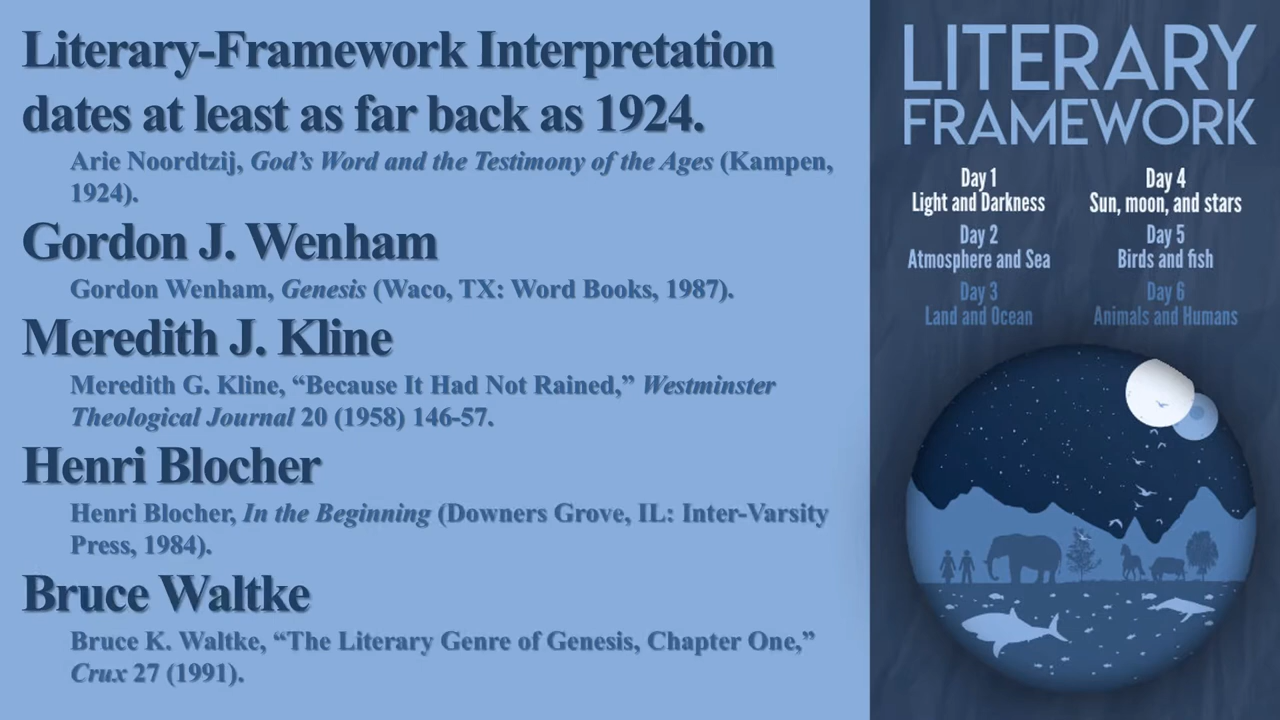 Literary-Framework Interpretation
dates at least as far back as 1924.
Arie Noordtzij, God’s Word and the Testimony of the Ages (Kampen,
1924).
Gordon J. Wenham
Gordon Wenham, Genesis (Waco, TX: Word Books, 1987).
Meredith J. Kline
Meredith G. Kline, “Because It Had Not Rained,” Westminster
Theological Journal 20 (1958) 146-57.
Henri Blocher
Henri Blocher, In the Beginning (Downers Grove, IL: Inter-Varsity
Press, 1984).
Bruce Waltke
Bruce K. Waltke, “The Literary Genre of Genesis, Chapter One,”
Crux 27 (1991).
LITERARY
FRAMEWORK
Day 1
Light and Darkness
Day 4
Sun, moon, and stars
Day 2
Atmosphere and Sea
Day 5
Birds and fish
Day 3
Land and Ocean
Day 6
Animals and Humans